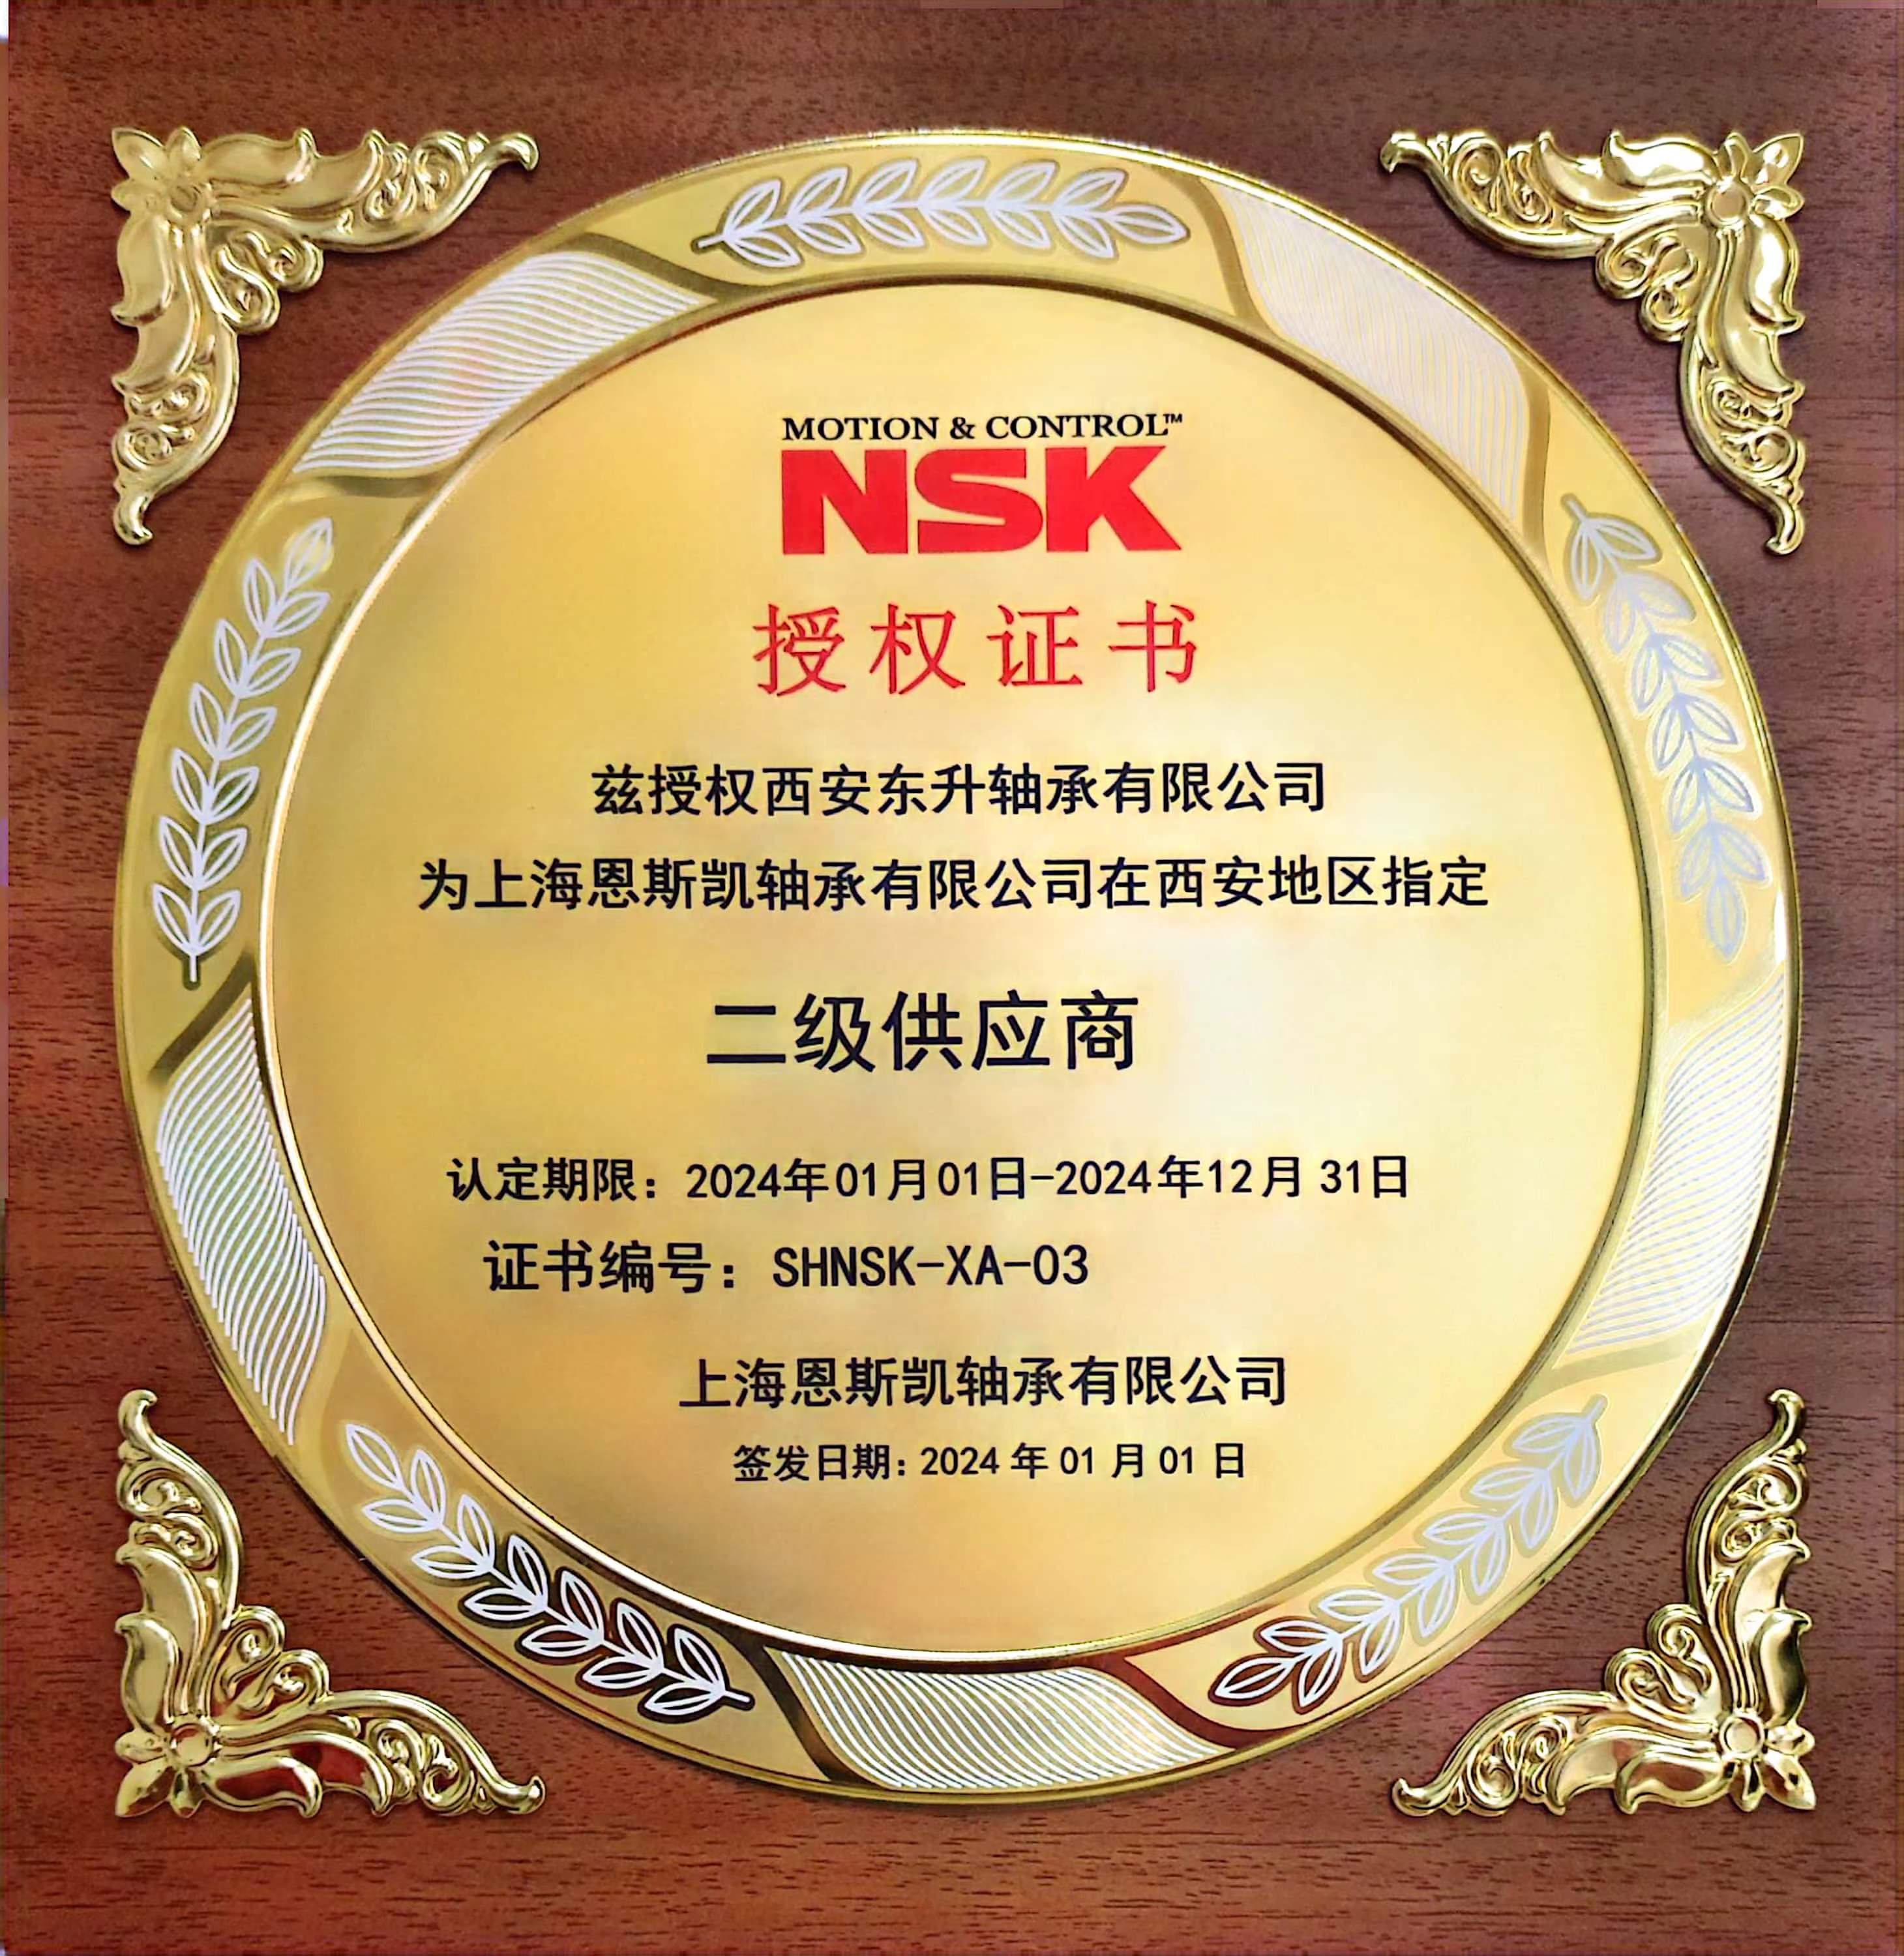 MOTION & CONTROL™
NSK
授权证书
兹授权西安东升轴承有限公司
为上海恩斯凯轴承有限公司在西安地区指定
二级供应商
认定期限：2024年01月01日-2024年12月31日
证书编号：SHNSK-XA-03
上海恩斯凯轴承有限公司
签发日期：2024年01月01日